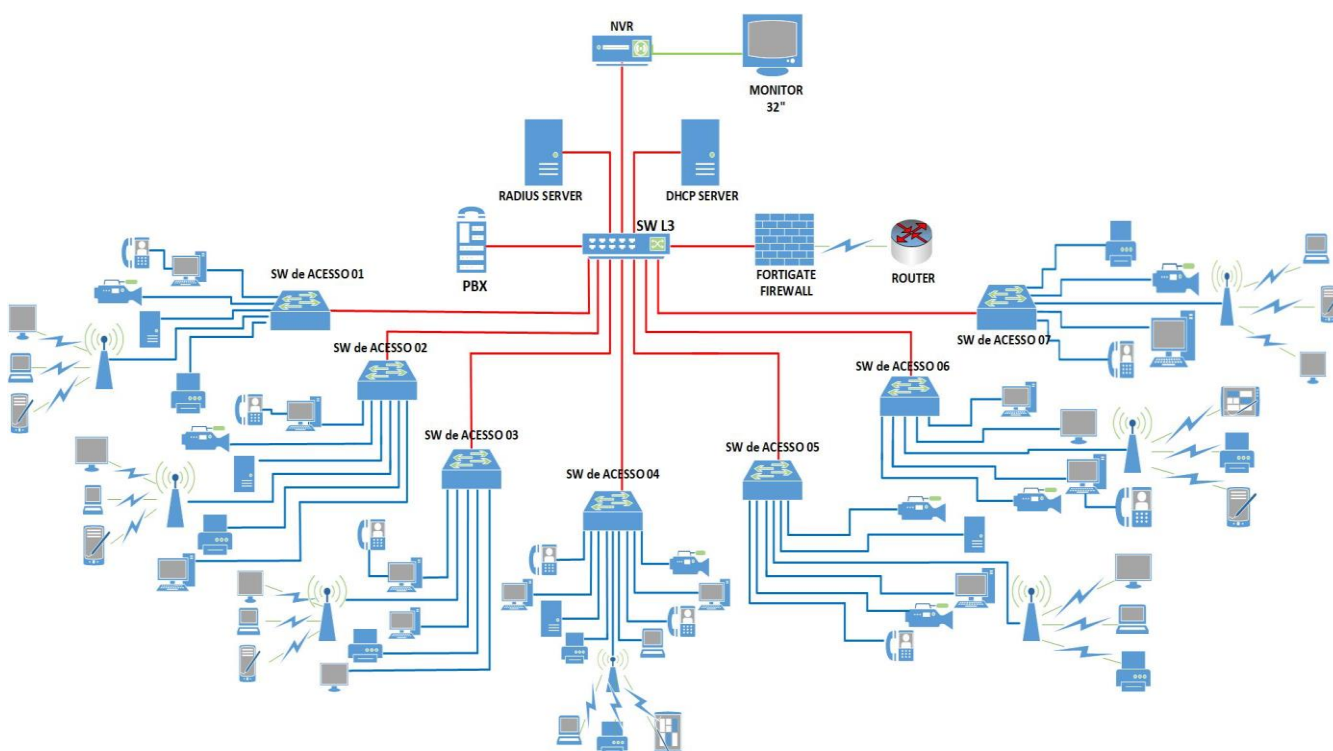 NVR
MONITOR
32"
RADIUS SERVER
DHCP SERVER
SW L3
PBX
FORTIGATE
FIREWALL
ROUTER
SW de ACESSO 01
SW de ACESSO 02
SW de ACESSO 03
SW de ACESSO 04
SW de ACESSO 05
SW de ACESSO 06
SW de ACESSO 07